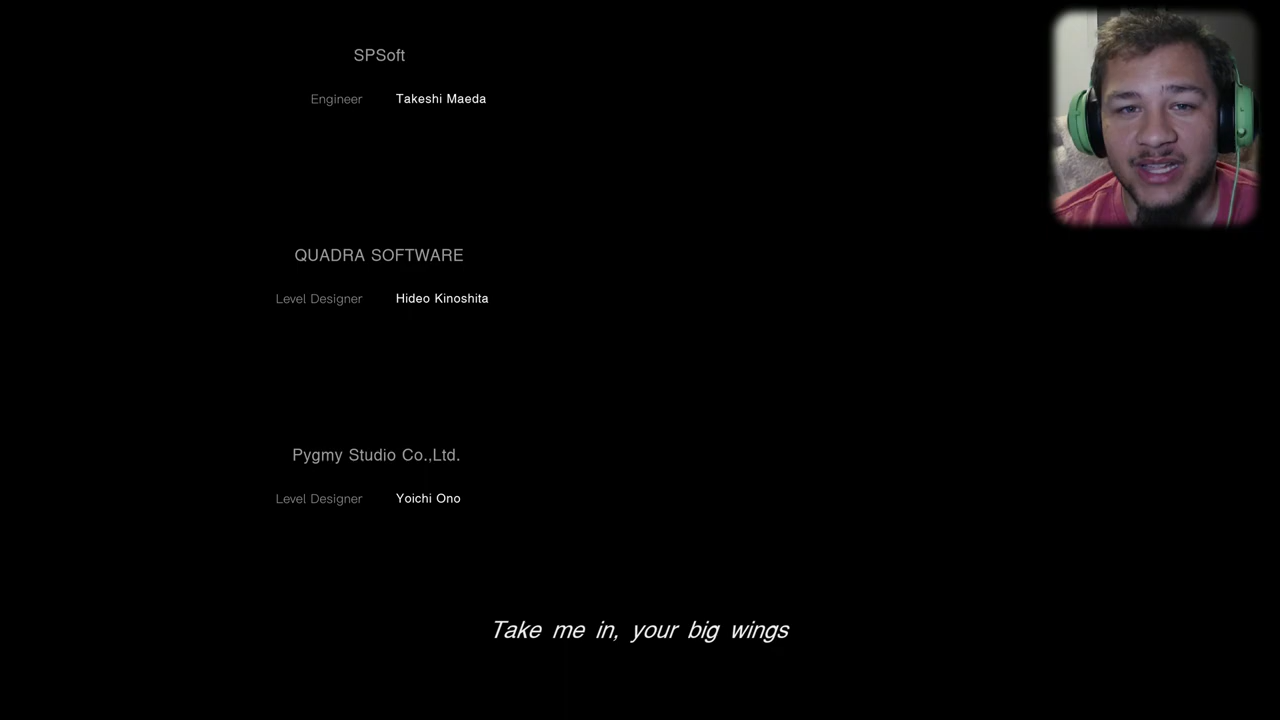 SPSoft
Engineer Takeshi Maeda
QUADRA SOFTWARE
Level Designer Hideo Kinoshita
Pygmy Studio Co.,Ltd.
Level Designer Yoichi Ono
Take me in, your big wings